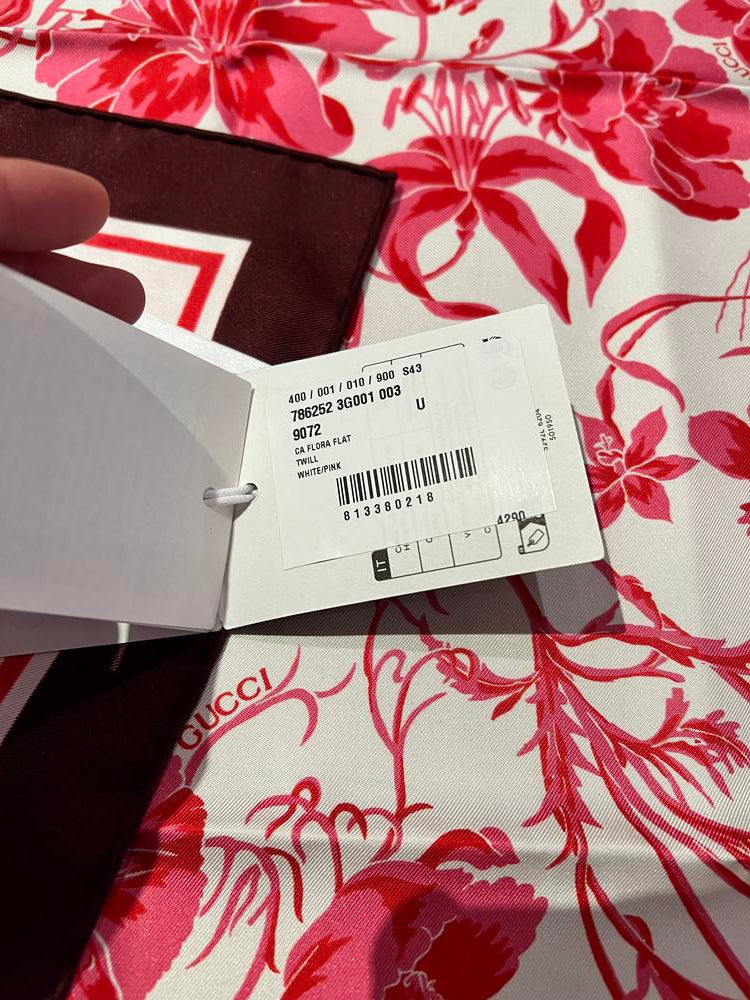 GUCCI
400 / 001 / 010 / 900 S43
786252 3G001 003
U
9072
CA FLORA FLAT
TWILL
WHITE/PINK
813380218
501950
4290
IT
GUCCI